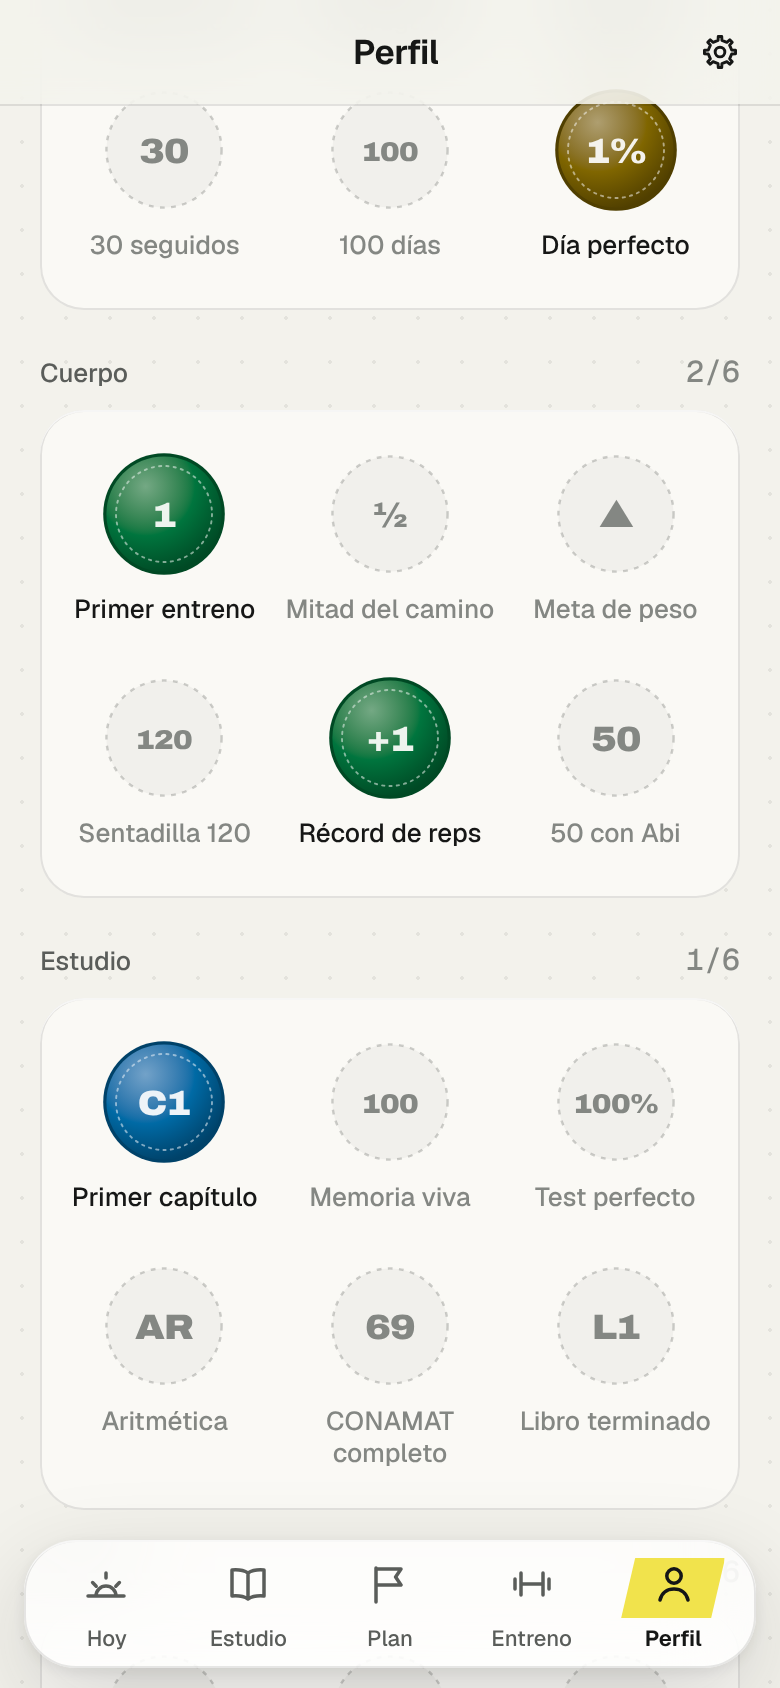 Perfil
30
100
1%
30 seguidos
100 días
Día perfecto
Cuerpo
2/6
1
½
Primer entreno
Mitad del camino
Meta de peso
120
+1
50
Sentadilla 120
Récord de reps
50 con Abi
Estudio
1/6
C1
100
100%
Primer capítulo
Memoria viva
Test perfecto
AR
69
L1
Aritmética
CONAMAT
completo
Libro terminado
Hoy
Estudio
Plan
Entreno
Perfil